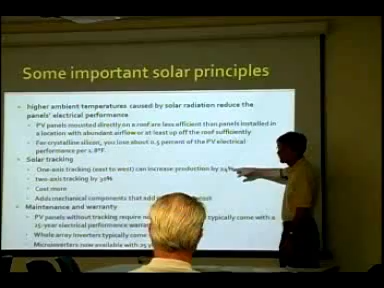 Some important solar principles
higher ambient temperatures caused by solar radiation reduce the
panels' electrical performance
PV panels mounted directly on a roof are less efficient than panels installed
in a location with abundant airflow or at least up off the roof sufficiently
For crystalline silicon, you lose about 0.5 percent of the PV electrical
performance per 1.8°F.
Solar tracking
One-axis tracking (east to west) can increase production by 24%
two-axis tracking by 30%
Cost more
Adds mechanical components that add
Maintenance and warranty
PV panels without tracking require typically come with a
25-year electrical performance
Whole array inverters typically come
Microinverters now available with 25